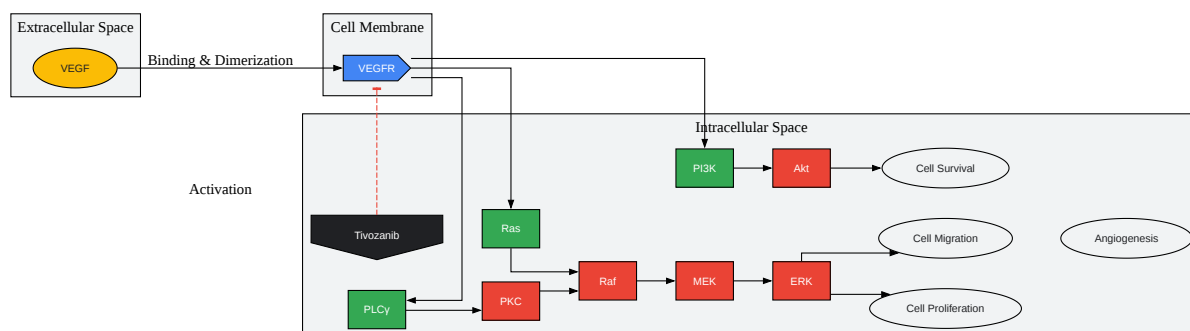 Extracellular Space
Cell Membrane
VEGF
Binding & Dimerization
VEGFR
Intracellular Space
PI3K
Akt
Cell Survival
Activation
Tivozanib
Ras
Cell Migration
Angiogenesis
Raf
MEK
ERK
PLCγ
PKC
Cell Proliferation